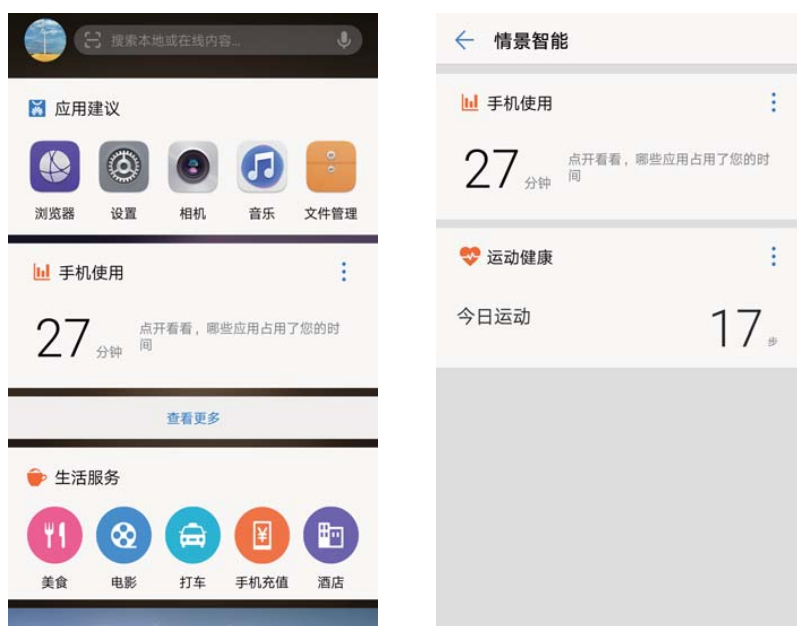 搜索本地或在线内容...
应用建议
浏览器 设置 相机 音乐 文件管理
手机使用
27 分钟
点开看看，哪些应用占用了您的时
间
查看更多
生活服务
美食 电影 打车 手机充值 酒店
情景智能
手机使用
27 分钟
点开看看，哪些应用占用了您的时
间
运动健康
今日运动
17 步